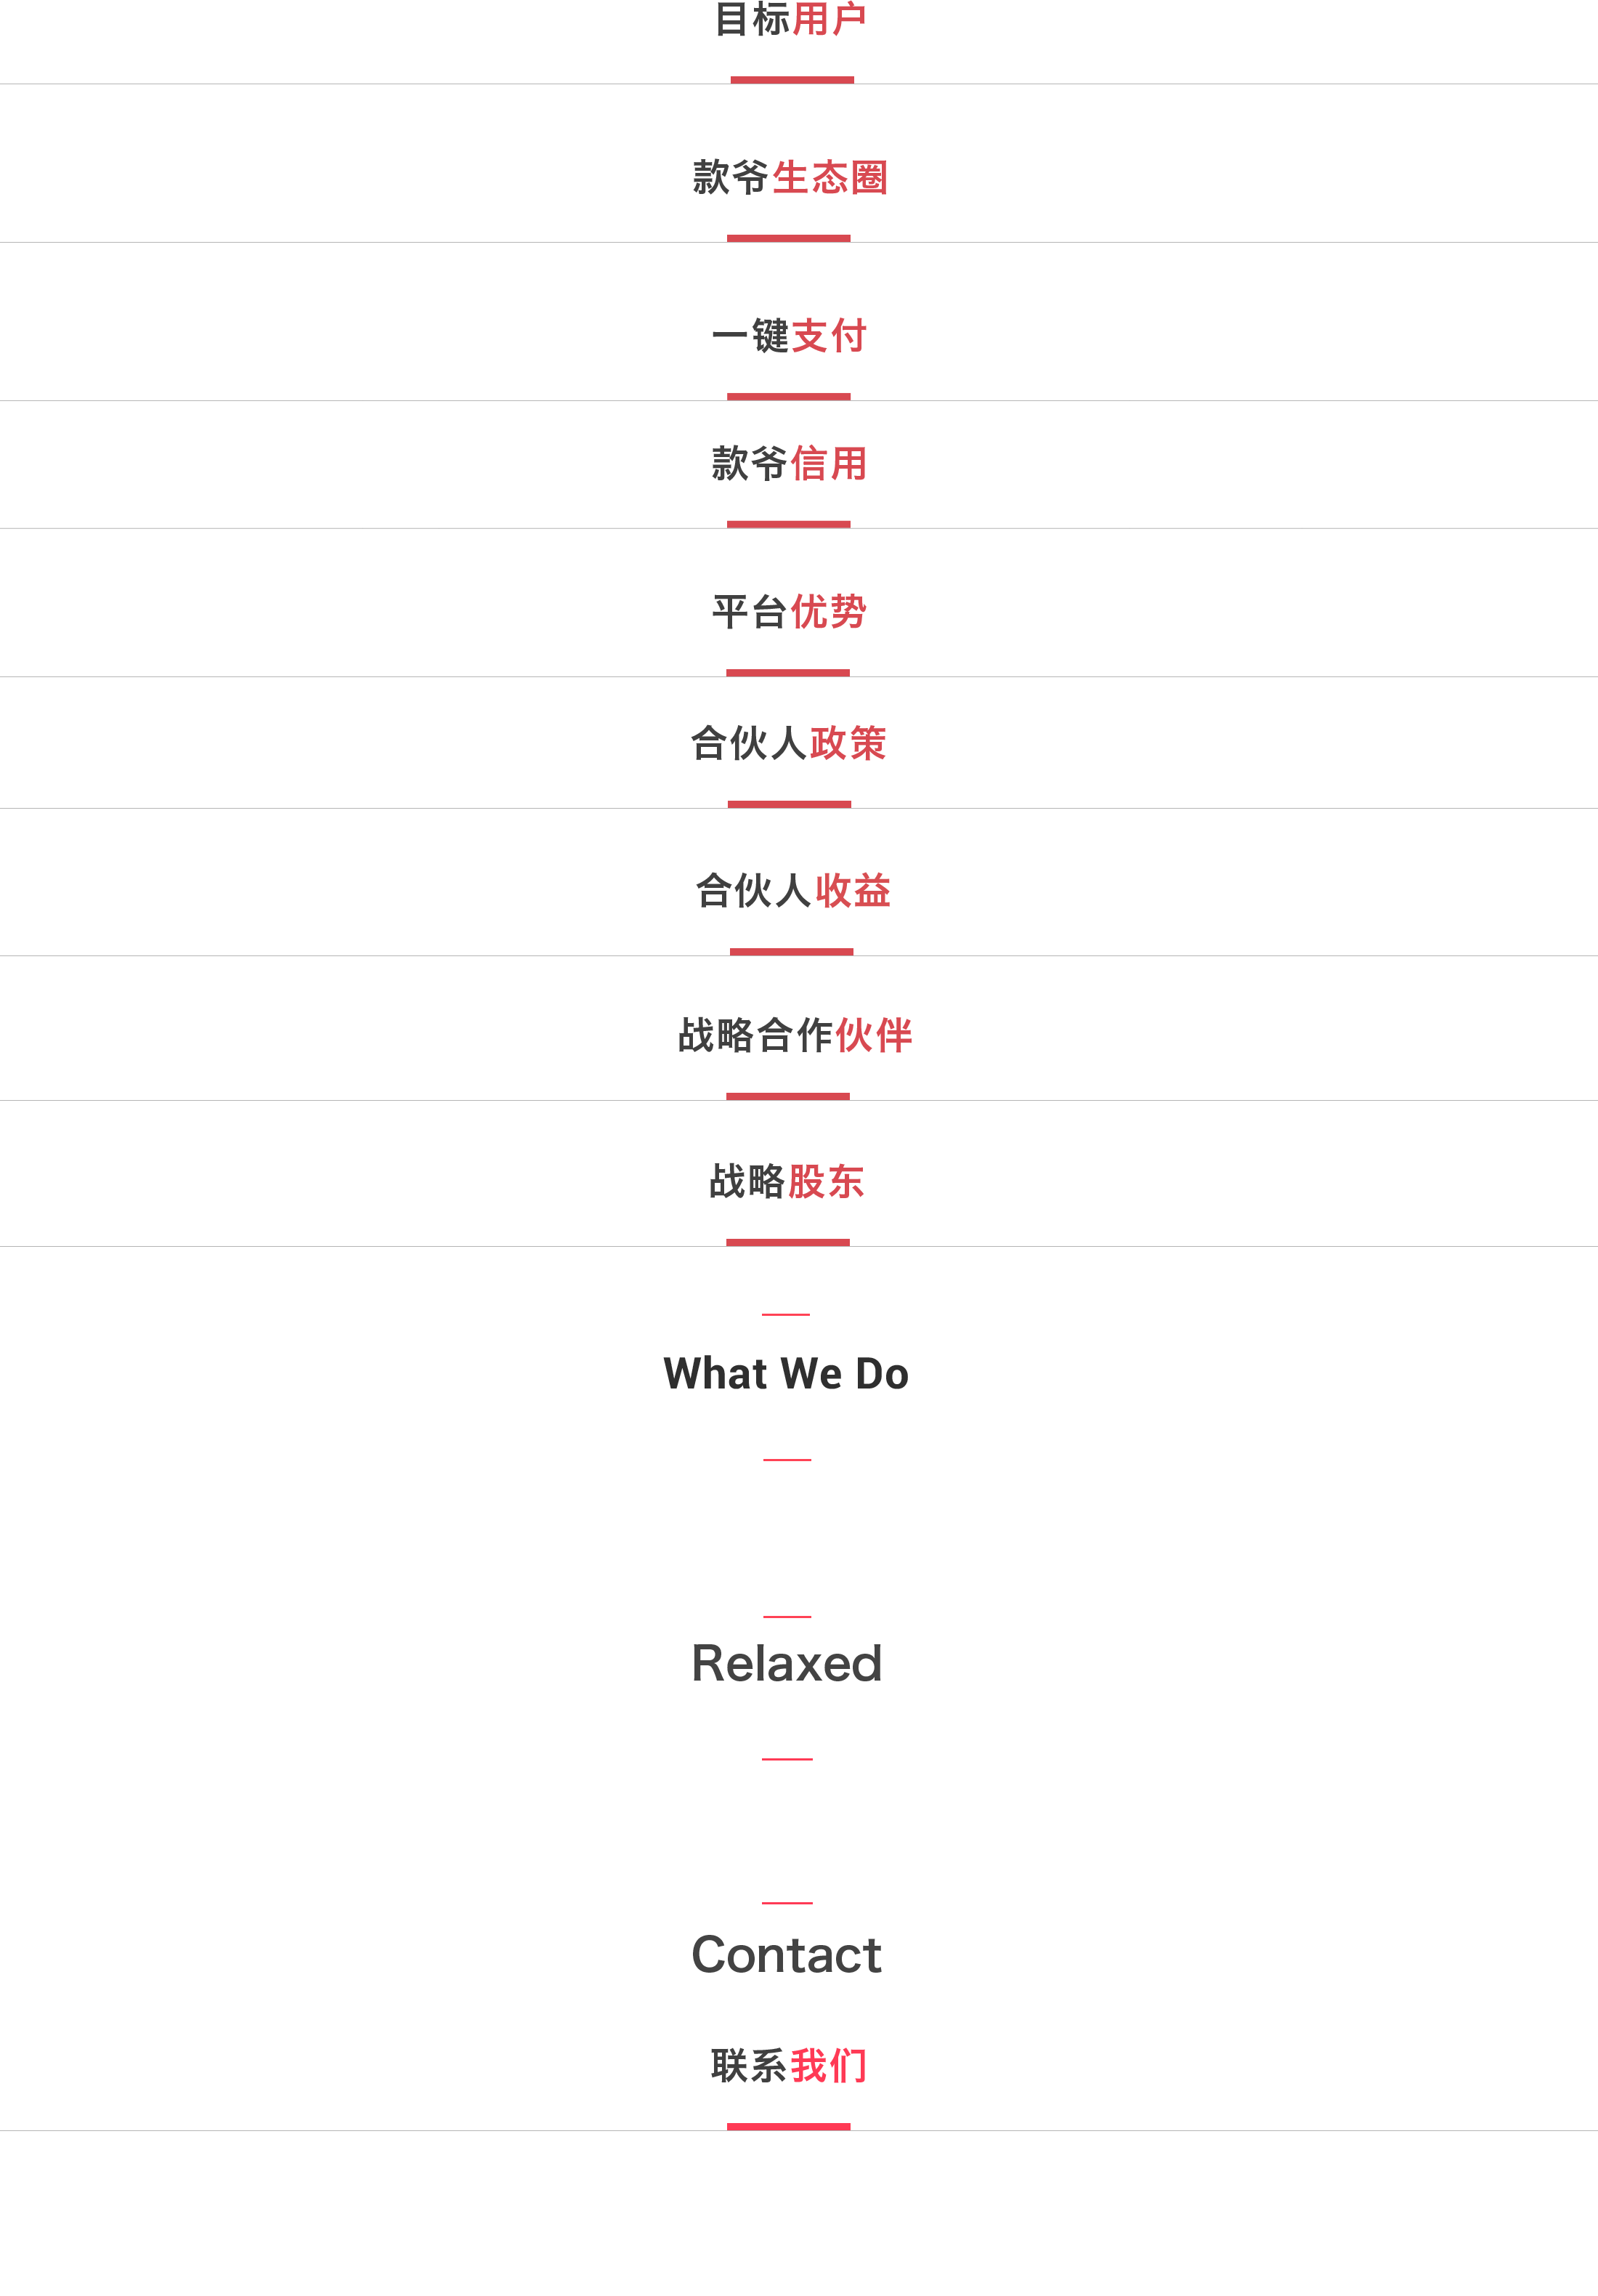 目标用户
款爷生态圈
一键支付
款爷信用
平台优势
合伙人政策
合伙人收益
战略合作伙伴
战略股东
What We Do
Relaxed
Contact
联系我们